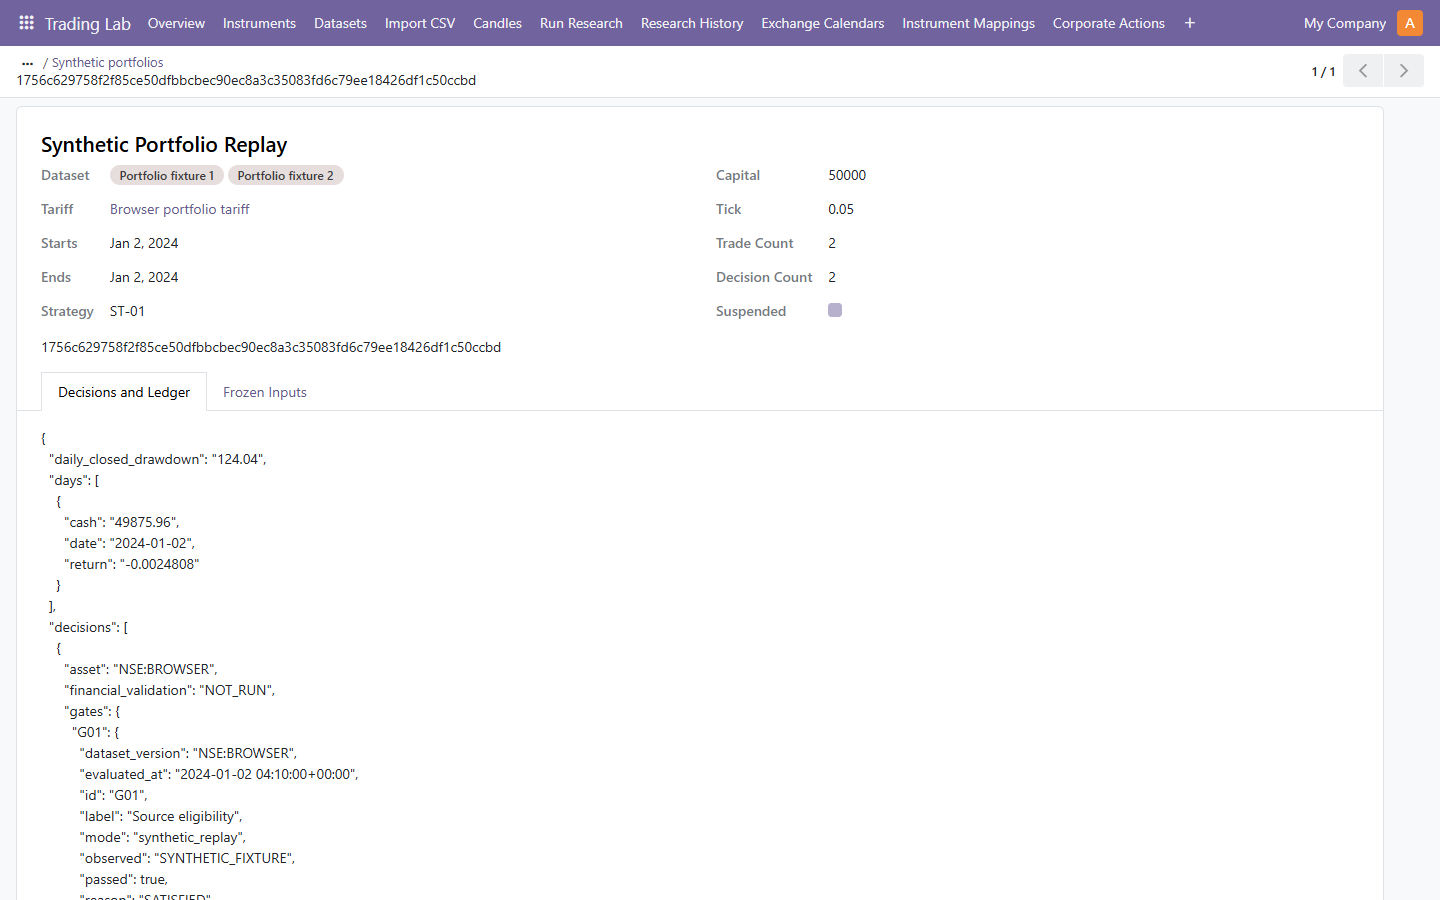 Trading Lab Overview Instruments Datasets Import CSV Candles Run Research Research History Exchange Calendars Instrument Mappings Corporate Actions + My Company A
... / Synthetic portfolios
1756c629758f2f85ce50dfbbcbec90ec8a3c35083fd6c79ee18426df1c50ccbd
1 / 1
Synthetic Portfolio Replay
Dataset Portfolio fixture 1 Portfolio fixture 2
Capital 50000
Tariff Browser portfolio tariff
Tick 0.05
Starts Jan 2, 2024
Trade Count 2
Ends Jan 2, 2024
Decision Count 2
Strategy ST-01
Suspended
1756c629758f2f85ce50dfbbcbec90ec8a3c35083fd6c79ee18426df1c50ccbd
Decisions and Ledger Frozen Inputs
{
"daily_closed_drawdown": "124.04",
"days": [
{
"cash": "49875.96",
"date": "2024-01-02",
"return": "-0.0024808"
}
],
"decisions": [
{
"asset": "NSE:BROWSER",
"financial_validation": "NOT_RUN",
"gates": {
"G01": {
"dataset_version": "NSE:BROWSER",
"evaluated_at": "2024-01-02 04:10:00+00:00",
"id": "G01",
"label": "Source eligibility",
"mode": "synthetic_replay",
"observed": "SYNTHETIC_FIXTURE",
"passed": true,
"reason": "SATISFIED"